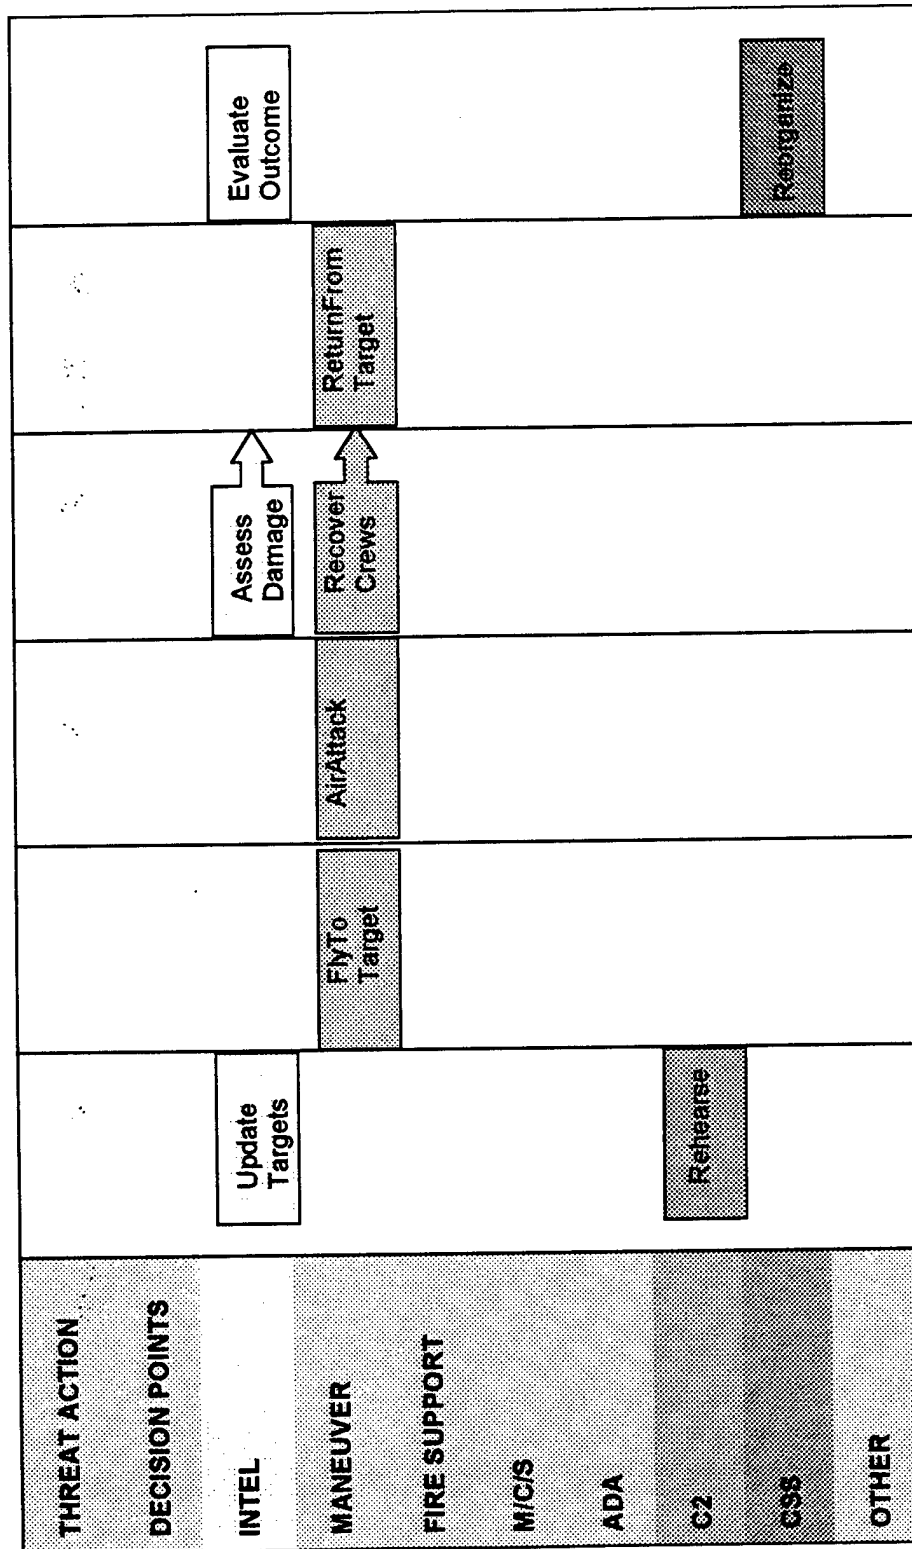 THREAT ACTION
DECISION POINTS
INTEL
Update
Targets
Assess
Damage
Evaluate
Outcome
MANEUVER
FlyTo
Target
AirAttack
Recover
Crews
ReturnFrom
Target
FIRE SUPPORT
M/C/S
ADA
C2
Rehearse
CSS
Reorganize
OTHER